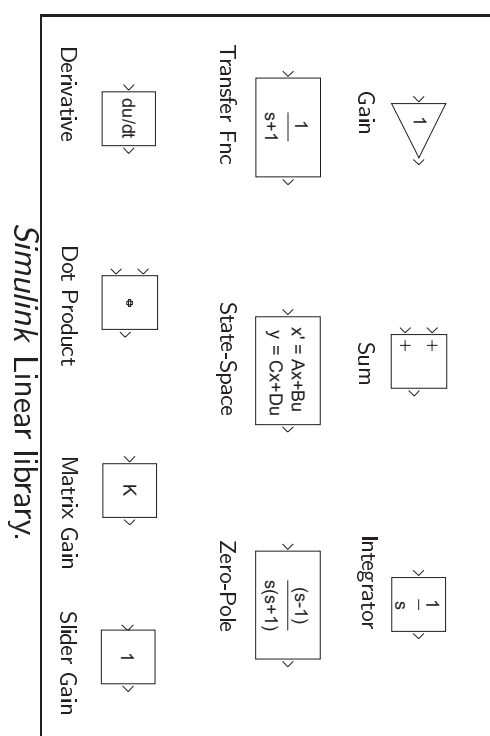 1
+
+
1
s
Gain
Sum
Integrator
1
s+1
x' = Ax+Bu
y = Cx+Du
(s-1)
s(s+1)
Transfer Fnc
State-Space
Zero-Pole
du/dt
K
1
Derivative
Dot Product
Matrix Gain
Slider Gain
Simulink Linear library.